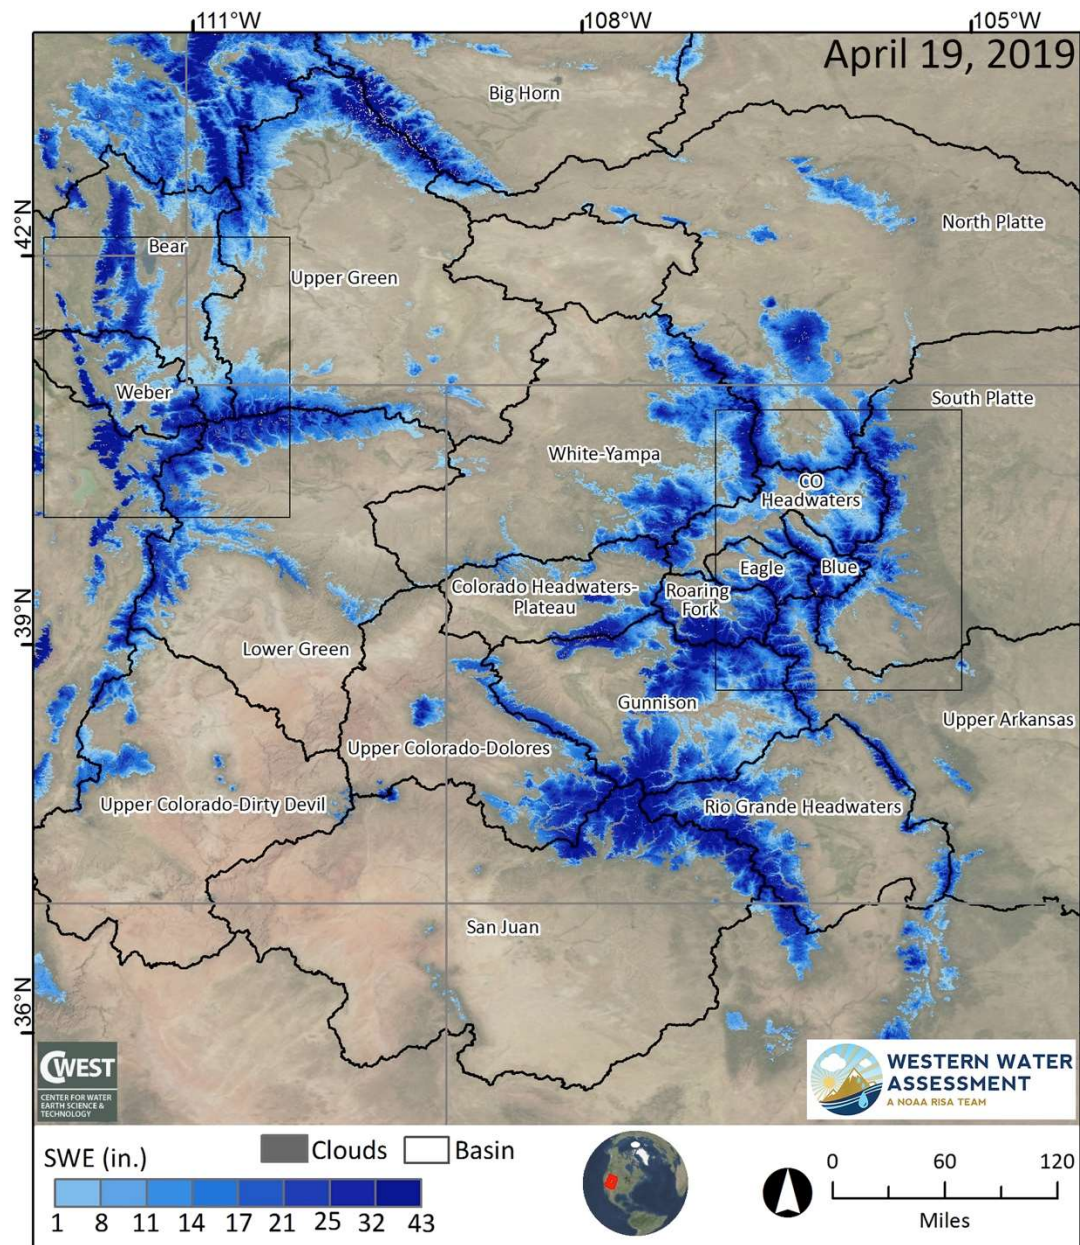 111°W
108°W
105°W
April 19, 2019
Big Horn
42°N
North Platte
Bear
Upper Green
Weber
South Platte
White-Yampa
CO
Headwaters
Eagle
Blue
Colorado Headwaters-
Plateau
Roaring
Fork
39°N
Lower Green
Gunnison
Upper Arkansas
Upper Colorado-Dolores
Upper Colorado-Dirty Devil
Rio Grande Headwaters
San Juan
36°N
CWEST
CENTER FOR WATER
EARTH SCIENCE &
TECHNOLOGY
WESTERN WATER
ASSESSMENT
A NOAA RISA TEAM
SWE (in.)
Clouds
Basin
1 8 11 14 17 21 25 32 43
0 60 120
Miles